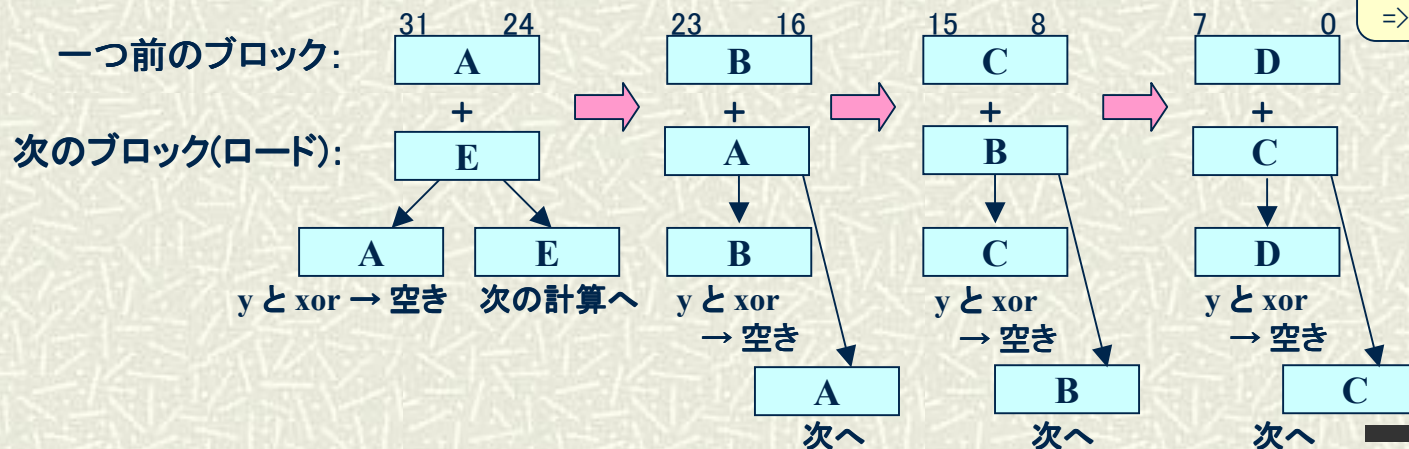 31 24 23 16 15 8 7 0 =>
一つ前のブロック: A B C D
+ + + +
次のブロック(ロード): E A B C
A E B C D
y と xor → 空き 次の計算へ y と xor y と xor y と xor
→ 空き → 空き → 空き
A B C
次へ 次へ 次へ